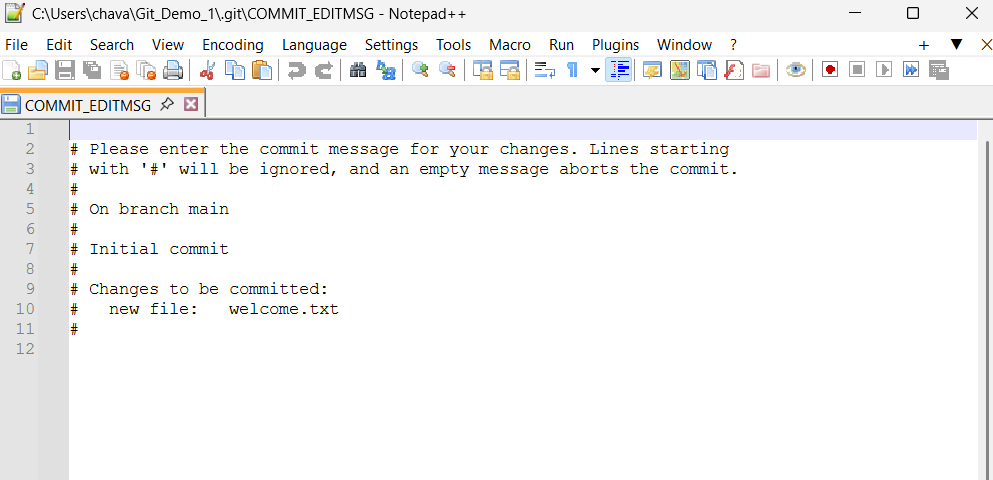 C:\Users\chava\Git_Demo_1\.git\COMMIT_EDITMSG - Notepad++
File Edit Search View Encoding Language Settings Tools Macro Run Plugins Window ?
COMMIT_EDITMSG
1
2 # Please enter the commit message for your changes. Lines starting
3 # with '#' will be ignored, and an empty message aborts the commit.
4 #
5 # On branch main
6 #
7 # Initial commit
8 #
9 # Changes to be committed:
10 #   new file:   welcome.txt
11 #
12